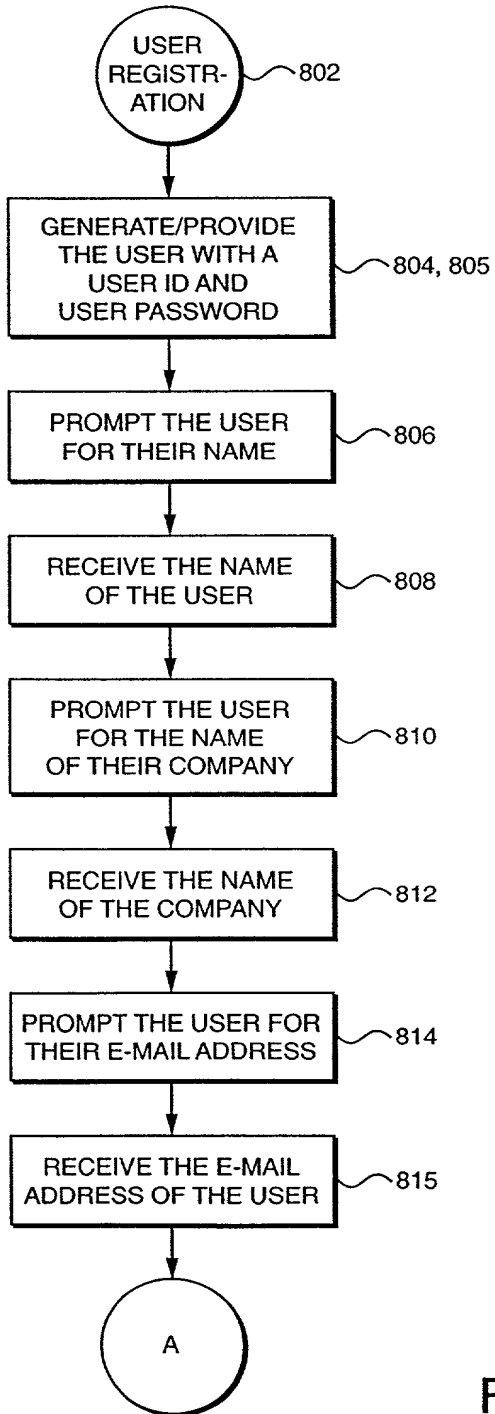 USER
REGISTR-
ATION
802
GENERATE/PROVIDE
THE USER WITH A
USER ID AND
USER PASSWORD
804, 805
PROMPT THE USER
FOR THEIR NAME
806
RECEIVE THE NAME
OF THE USER
808
PROMPT THE USER
FOR THE NAME
OF THEIR COMPANY
810
RECEIVE THE NAME
OF THE COMPANY
812
PROMPT THE USER FOR
THEIR E-MAIL ADDRESS
814
RECEIVE THE E-MAIL
ADDRESS OF THE USER
815
A